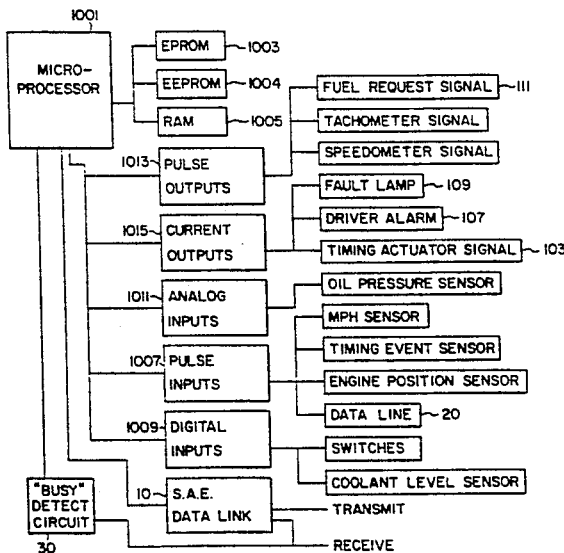 1001
MICRO-
PROCESSOR
EPROM
1003
EEPROM
1004
RAM
1005
1013
PULSE
OUTPUTS
FUEL REQUEST SIGNAL
111
TACHOMETER SIGNAL
SPEEDOMETER SIGNAL
1015
CURRENT
OUTPUTS
FAULT LAMP
109
DRIVER ALARM
107
TIMING ACTUATOR SIGNAL
103
1011
ANALOG
INPUTS
OIL PRESSURE SENSOR
1007
PULSE
INPUTS
MPH SENSOR
TIMING EVENT SENSOR
ENGINE POSITION SENSOR
DATA LINE
20
1009
DIGITAL
INPUTS
SWITCHES
COOLANT LEVEL SENSOR
"BUSY"
DETECT
CIRCUIT
30
10
S.A.E.
DATA LINK
TRANSMIT
RECEIVE